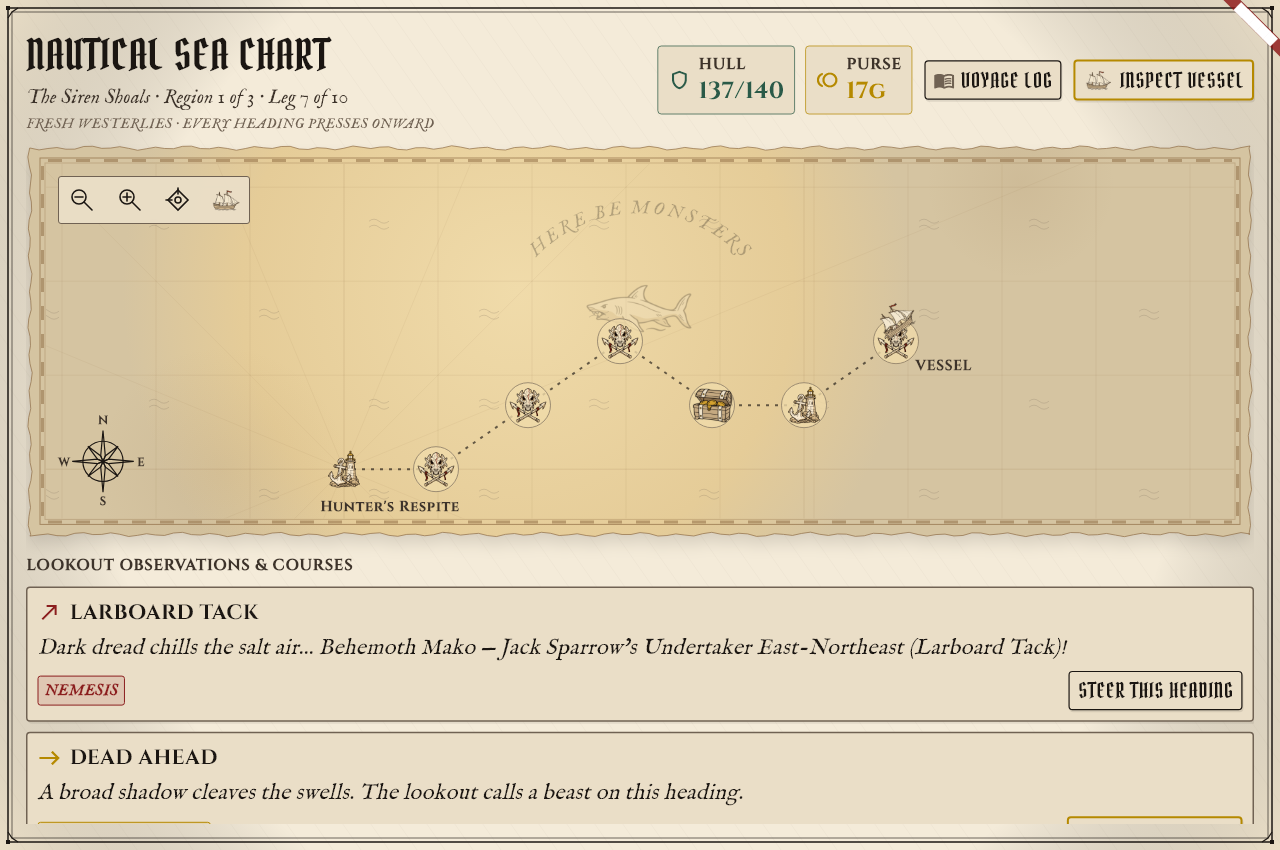 NAUTICAL SEA CHART
The Siren Shoals · Region 1 of 3 · Leg 7 of 10
FRESH WESTERLIES · EVERY HEADING PRESSES ONWARD
HULL
137/140
PURSE
17G
VOYAGE LOG
INSPECT VESSEL
HERE BE MONSTERS
VESSEL
N
W
E
S
Hunter's Respite
LOOKOUT OBSERVATIONS & COURSES
LARBOARD TACK
Dark dread chills the salt air... Behemoth Mako — Jack Sparrow's Undertaker East-Northeast (Larboard Tack)!
NEMESIS
STEER THIS HEADING
DEAD AHEAD
A broad shadow cleaves the swells. The lookout calls a beast on this heading.